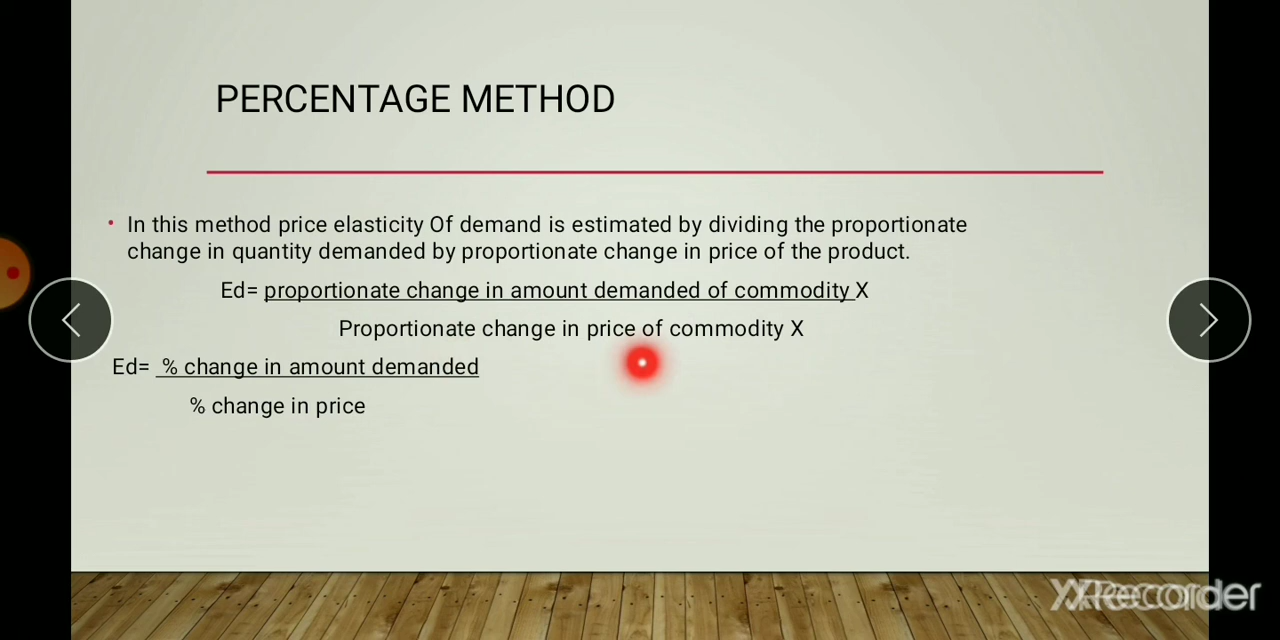 PERCENTAGE METHOD
• In this method price elasticity Of demand is estimated by dividing the proportionate
change in quantity demanded by proportionate change in price of the product.
Ed= proportionate change in amount demanded of commodity X
Proportionate change in price of commodity X
Ed= % change in amount demanded
% change in price
XRecorder